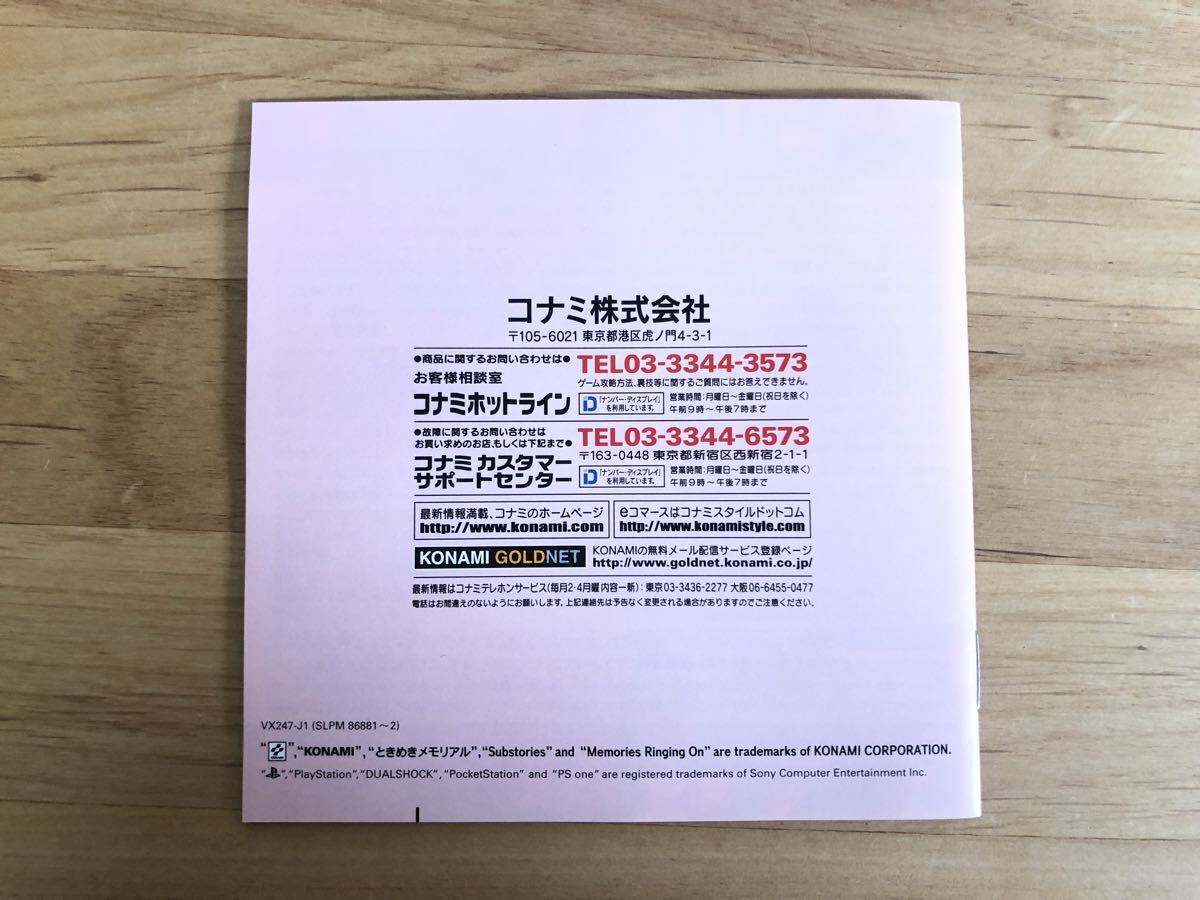 コナミ株式会社
〒105-6021 東京都港区虎ノ門4-3-1
●商品に関するお問い合わせは●
お客様相談室
コナミホットライン
TEL03-3344-3573
ゲーム攻略方法、裏技等に関するご質問にはお答えできません。
「ナンバー・ディスプレイ」
を利用しています。
営業時間:月曜日〜金曜日(祝日を除く)
午前9時〜午後7時まで
●故障に関するお問い合わせは
お買い求めのお店、もしくは下記まで●
コナミ カスタマー
サポートセンター
TEL03-3344-6573
〒163-0448 東京都新宿区西新宿2-1-1
「ナンバー・ディスプレイ」
を利用しています。
営業時間:月曜日〜金曜日(祝日を除く)
午前9時〜午後7時まで
最新情報満載、コナミのホームページ
http://www.konami.com
eコマースはコナミスタイルドットコム
http://www.konamistyle.com
KONAMI GOLDNET
KONAMIの無料メール配信サービス登録ページ
http://www.goldnet.konami.co.jp/
最新情報はコナミテレホンサービス(毎月2・4月曜内容一新):東京03-3436-2277 大阪06-6455-0477
電話はお間違えのないようにお願いします。上記連絡先は予告なく変更される場合がありますのでご注意ください。
VX247-J1 (SLPM 86881〜2)
“ ”,“KONAMI”,“ときめきメモリアル”,“Substories” and “Memories Ringing On” are trademarks of KONAMI CORPORATION.
“ ”,“PlayStation”,“DUALSHOCK”,“PocketStation” and “PS one” are registered trademarks of Sony Computer Entertainment Inc.